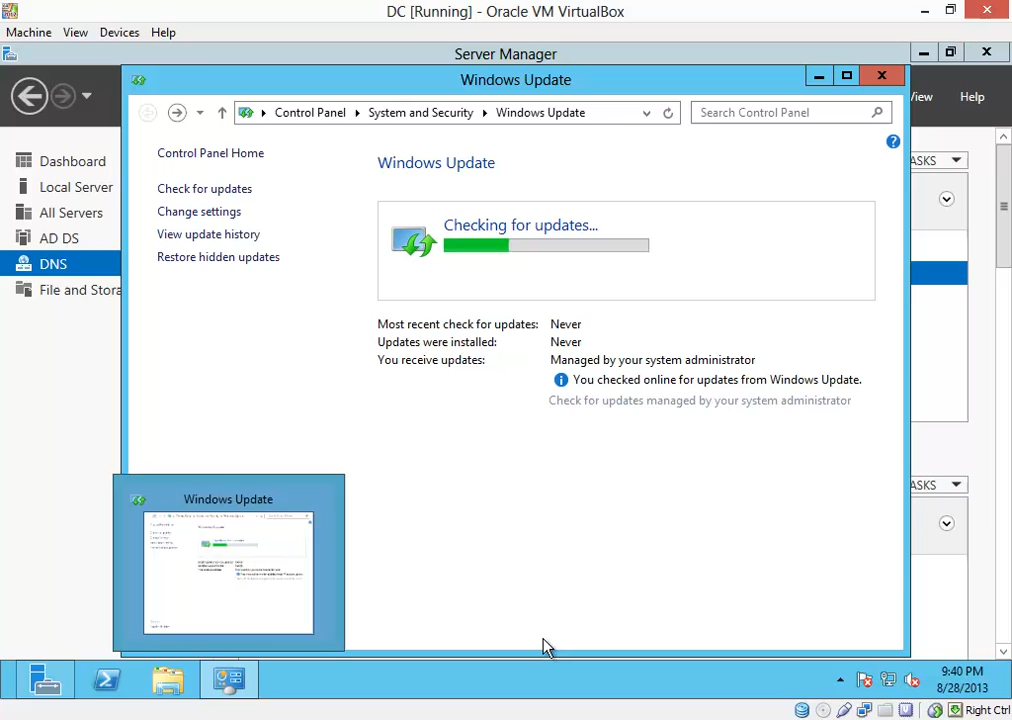 DC [Running] - Oracle VM VirtualBox
Machine View Devices Help
Server Manager
Windows Update
View Help
Control Panel System and Security Windows Update
Search Control Panel
Control Panel Home
Check for updates
Change settings
View update history
Restore hidden updates
Windows Update
Checking for updates...
Most recent check for updates: Never
Updates were installed: Never
You receive updates: Managed by your system administrator
You checked online for updates from Windows Update.
Check for updates managed by your system administrator
Dashboard
Local Server
All Servers
AD DS
DNS
File and Stora
ASKS
ASKS
Windows Update
9:40 PM
8/28/2013
Right Ctrl